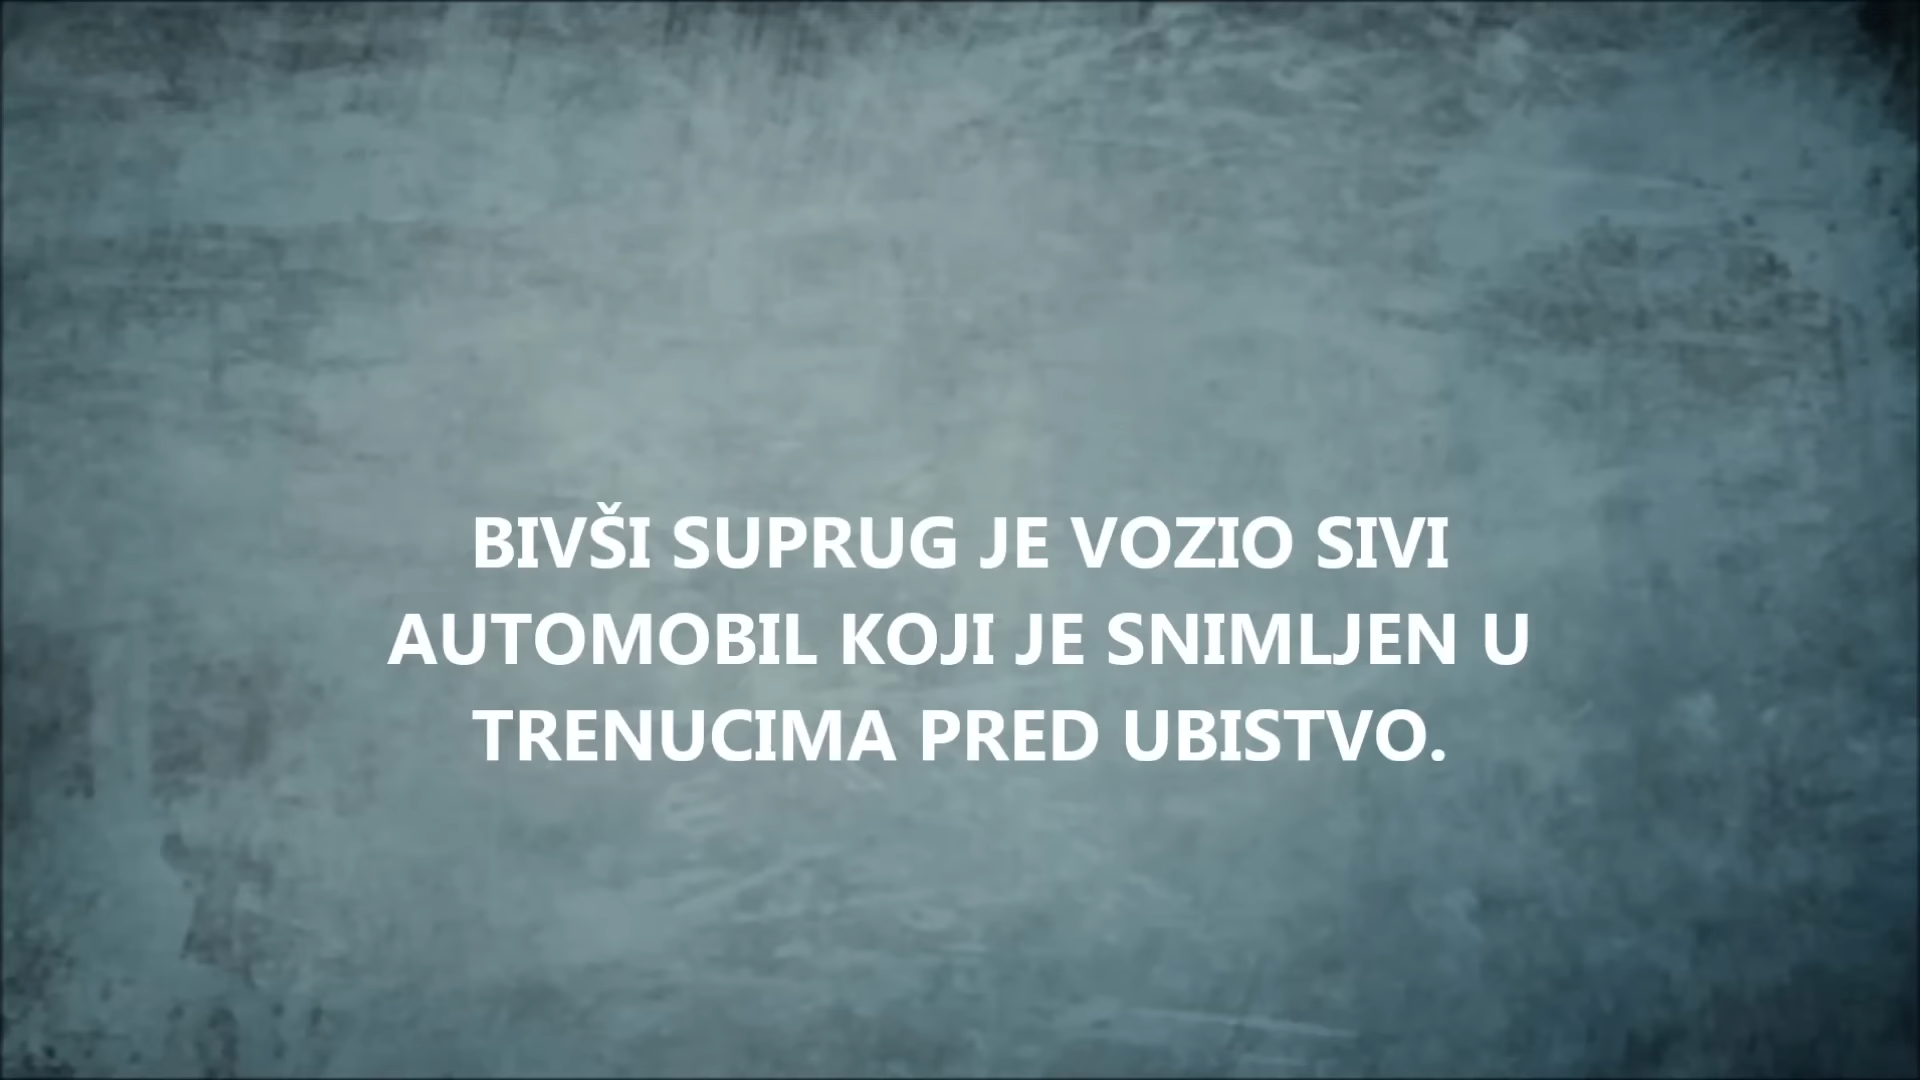 BIVŠI SUPRUG JE VOZIO SIVI
AUTOMOBIL KOJI JE SNIMLJEN U
TRENUCIMA PRED UBISTVO.